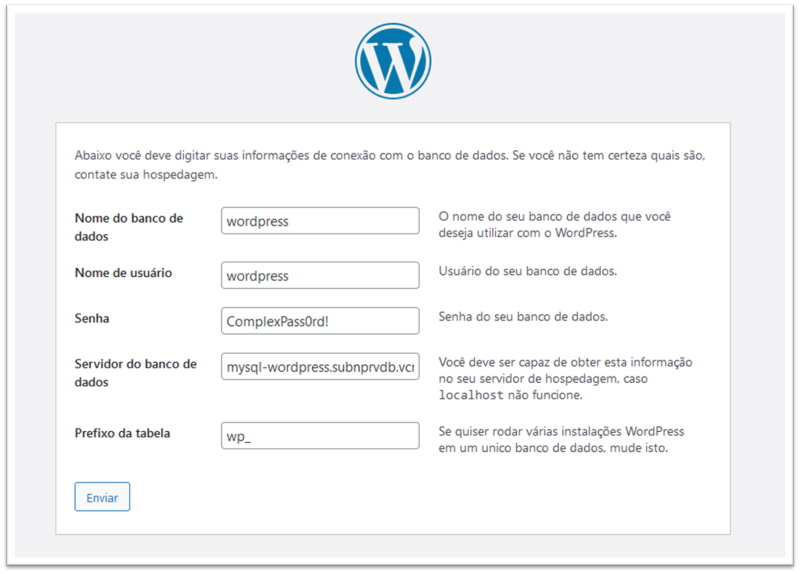 Abaixo você deve digitar suas informações de conexão com o banco de dados. Se você não tem certeza quais são,
contate sua hospedagem.
Nome do banco de
dados
wordpress
O nome do seu banco de dados que você
deseja utilizar com o WordPress.
Nome de usuário
wordpress
Usuário do seu banco de dados.
Senha
ComplexPass0rd!
Senha do seu banco de dados.
Servidor do banco de
dados
mysql-wordpress.subnprvdb.vcr
Você deve ser capaz de obter esta informação
no seu servidor de hospedagem, caso
localhost não funcione.
Prefixo da tabela
wp_
Se quiser rodar várias instalações WordPress
em um unico banco de dados, mude isto.
Enviar